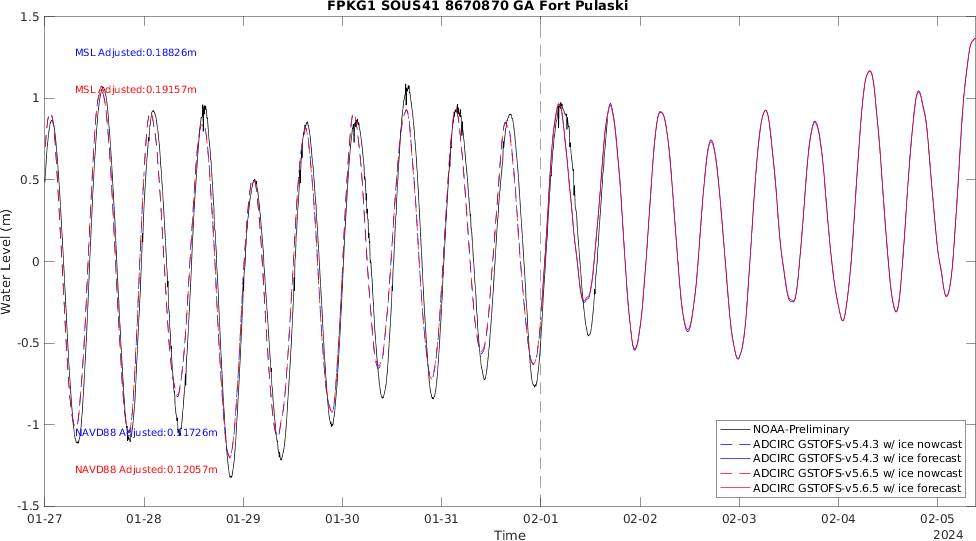 FPKG1 SOUS41 8670870 GA Fort Pulaski
1.5
MSL Adjusted:0.18826m
MSL Adjusted:0.19157m
1
0.5
0
-0.5
-1
-1.5
Water Level (m)
NAVD88 Adjusted:0.11726m
NAVD88 Adjusted:0.12057m
NOAA-Preliminary
ADCIRC GSTOFS-v5.4.3 w/ ice nowcast
ADCIRC GSTOFS-v5.4.3 w/ ice forecast
ADCIRC GSTOFS-v5.6.5 w/ ice nowcast
ADCIRC GSTOFS-v5.6.5 w/ ice forecast
01-27 01-28 01-29 01-30 01-31 02-01 02-02 02-03 02-04 02-05
Time
2024